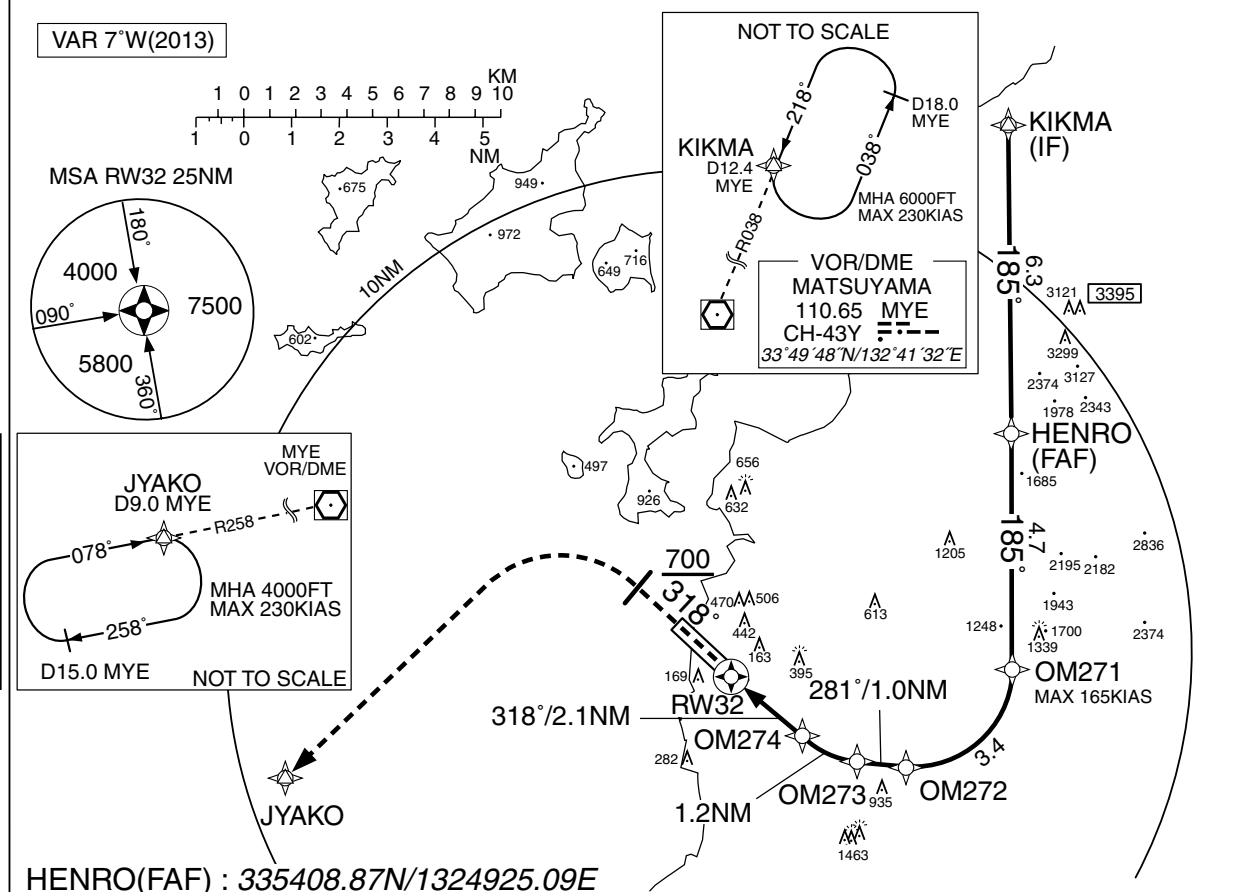 VAR 7°W(2013)
KM
1 0 1 2 3 4 5 6 7 8 9 10
1 0 1 2 3 4 5
NM
MSA RW32 25NM
180°
4000
7500
090°
5800
360°
675
949
972
649
716
602
10NM
NOT TO SCALE
218°
D18.0
MYE
KIKMA
D12.4
MYE
038°
MHA 6000FT
MAX 230KIAS
R038
VOR/DME
MATSUYAMA
110.65 MYE
CH-43Y
33°49´48˝N/132°41´32˝E
KIKMA
(IF)
185°
6.3
3121
3395
3299
2374
3127
1978
2343
HENRO
(FAF)
1685
185°
4.7
1205
2195
2182
2836
1943
1248
1700
1339
2374
OM271
MAX 165KIAS
MYE
VOR/DME
JYAKO
D9.0 MYE
R258
078°
MHA 4000FT
MAX 230KIAS
258°
D15.0 MYE
NOT TO SCALE
497
926
656
632
700
318°
470
506
442
163
613
395
169
RW32
281°/1.0NM
318°/2.1NM
OM274
282
3.4
OM273
935
OM272
1.2NM
1463
JYAKO
HENRO(FAF) : 335408.87N/1324925.09E